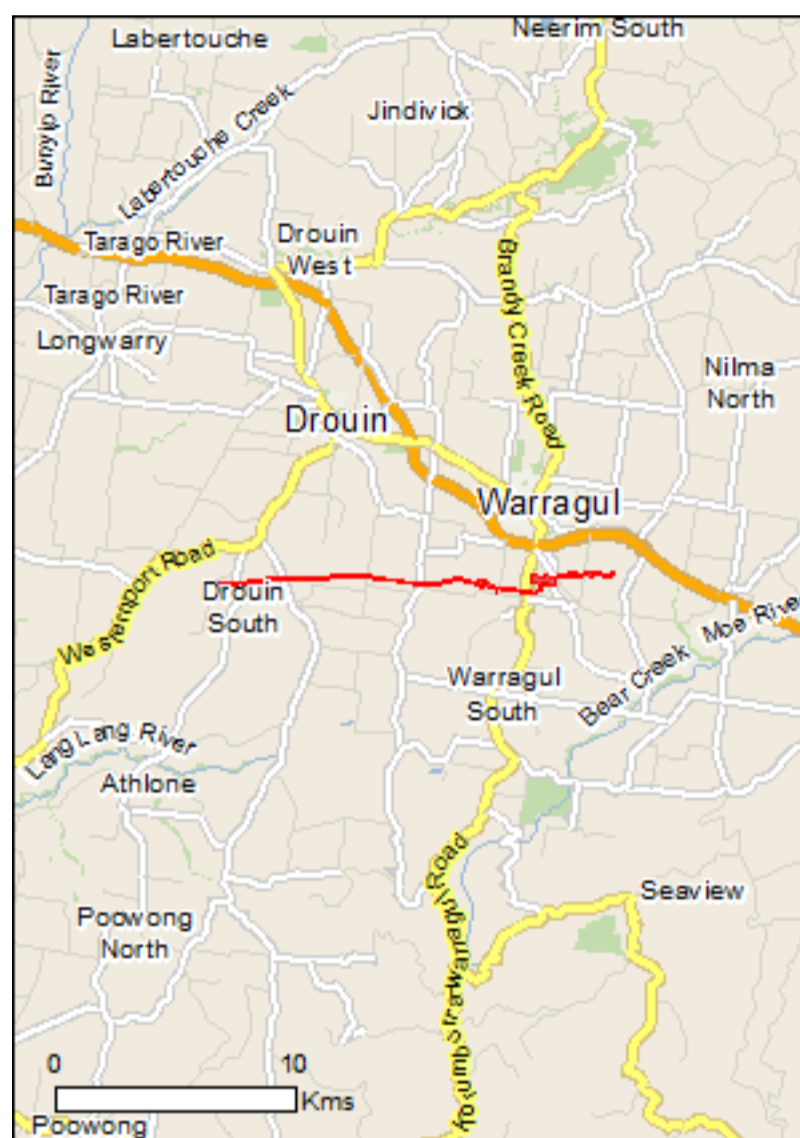 Neerim South
Labertouche
Jindivick
Bunyip River
Labertouche Creek
Tarago River
Drouin
West
Brandy Creek Road
Tarago River
Longwarry
Nilma
North
Drouin
Warragul
Westernport Road
Drouin
South
Moe River
Bear Creek
Warragul
South
Lang Lang River
Athlone
Korumburra-Warragul Road
Seaview
Poowong
North
0 10
Kms
Poowong